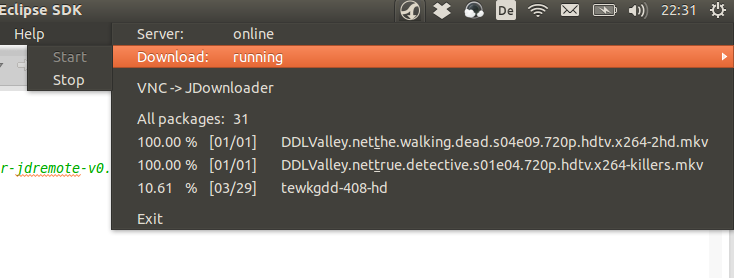 Eclipse SDK
De
22:31
Help
Server: online
Start
Download: running
Stop
VNC -> JDownloader
All packages: 31
100.00 % [01/01] DDLValley.netthe.walking.dead.s04e09.720p.hdtv.x264-2hd.mkv
r-jdremote-v0.
100.00 % [01/01] DDLValley.nettrue.detective.s01e04.720p.hdtv.x264-killers.mkv
10.61 % [03/29] tewkgdd-408-hd
Exit